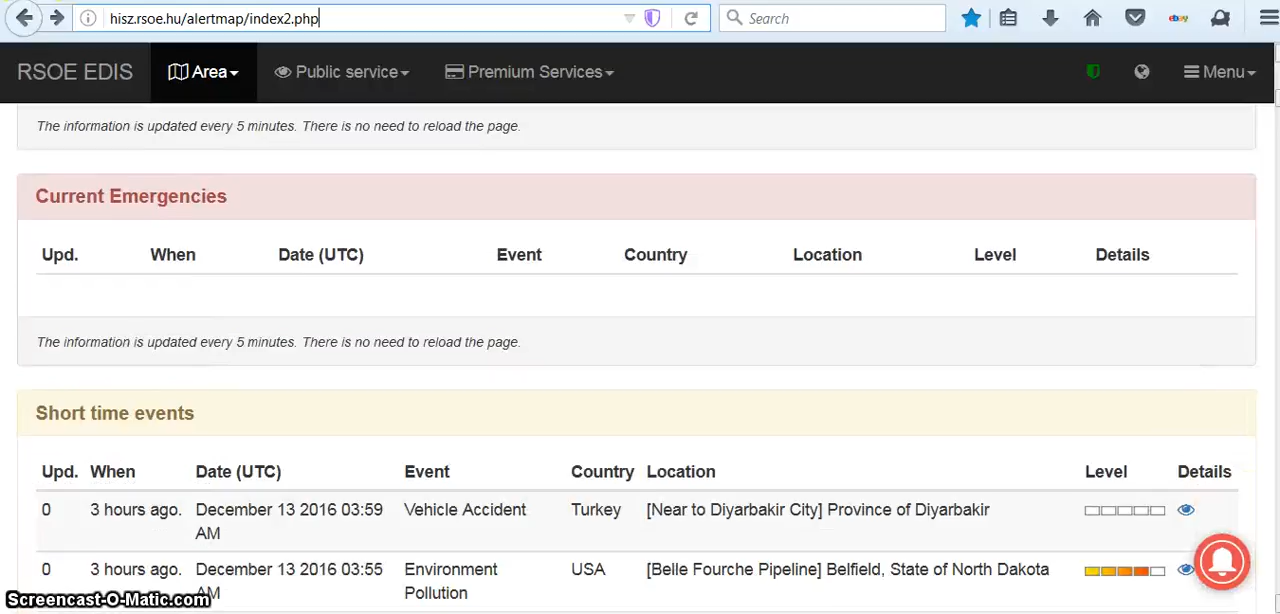 hisz.rsoe.hu/alertmap/index2.php
Search
ebay
RSOE EDIS
Area
Public service
Premium Services
Menu
The information is updated every 5 minutes. There is no need to reload the page.
Current Emergencies
Upd. When Date (UTC) Event Country Location Level Details
The information is updated every 5 minutes. There is no need to reload the page.
Short time events
Upd. When Date (UTC) Event Country Location Level Details
0 3 hours ago. December 13 2016 03:59 Vehicle Accident Turkey [Near to Diyarbakir City] Province of Diyarbakir
AM
0 3 hours ago. December 13 2016 03:55 Environment USA [Belle Fourche Pipeline] Belfield, State of North Dakota
AM Pollution
Screencast-O-Matic.com